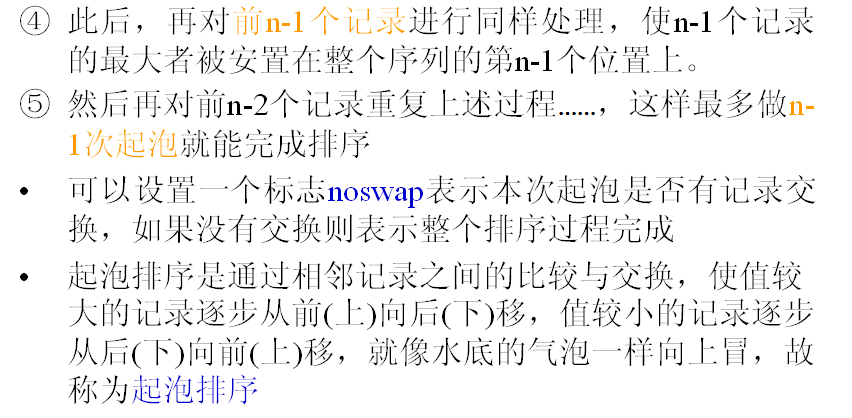 ④ 此后，再对前n-1个记录进行同样处理，使n-1个记录
的最大者被安置在整个序列的第n-1个位置上。
⑤ 然后再对前n-2个记录重复上述过程......，这样最多做n-
1次起泡就能完成排序
• 可以设置一个标志noswap表示本次起泡是否有记录交
换，如果没有交换则表示整个排序过程完成
• 起泡排序是通过相邻记录之间的比较与交换，使值较
大的记录逐步从前(上)向后(下)移，值较小的记录逐步
从后(下)向前(上)移，就像水底的气泡一样向上冒，故
称为起泡排序